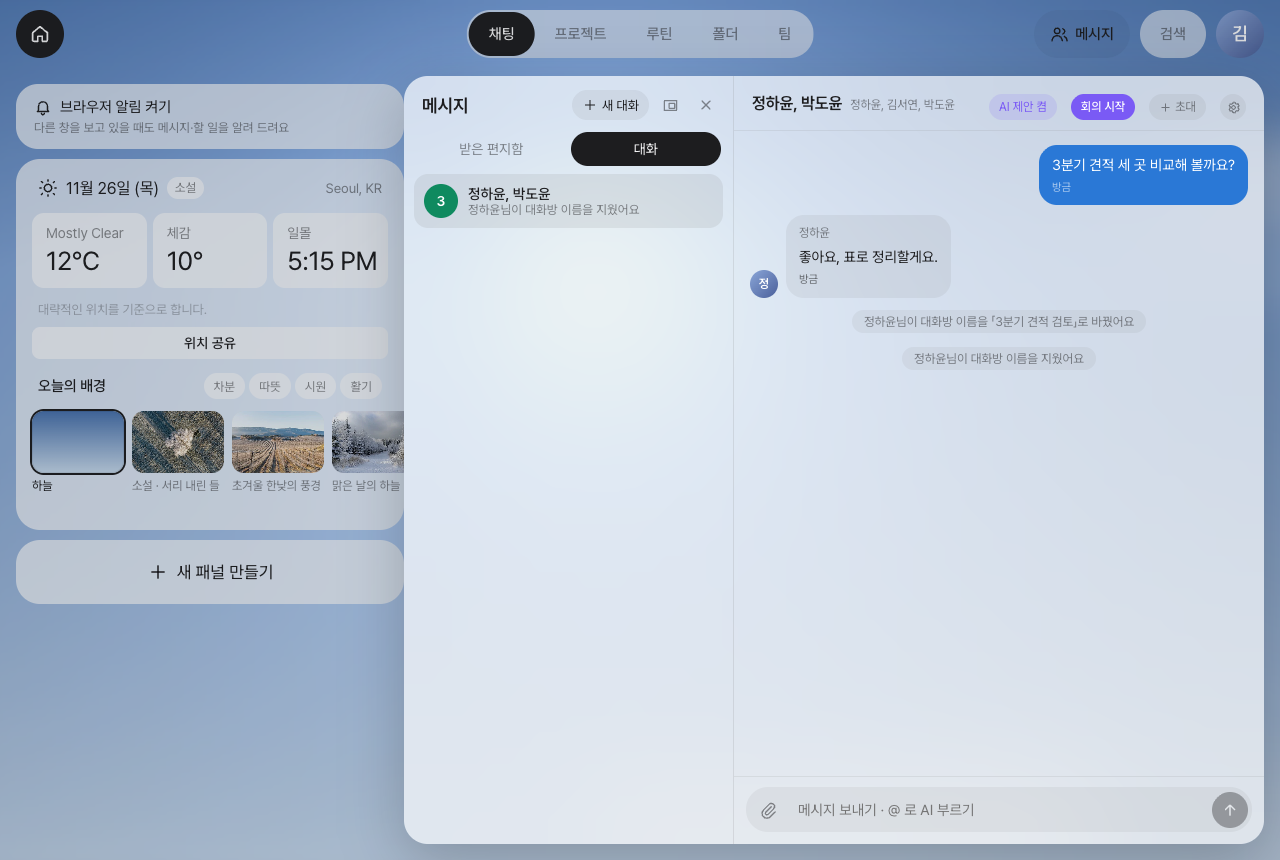 채팅
프로젝트
루틴
폴더
팀
메시지
검색
김
브라우저 알림 켜기
다른 창을 보고 있을 때도 메시지·할 일을 알려 드려요
11월 26일 (목)
소설
Seoul, KR
Mostly Clear
12°C
체감
10°
일몰
5:15 PM
대략적인 위치를 기준으로 합니다.
위치 공유
오늘의 배경
차분
따뜻
시원
활기
하늘
소설 · 서리 내린 들
초겨울 한낮의 풍경
맑은 날의 하늘
새 패널 만들기
메시지
새 대화
받은 편지함
대화
3
정하윤, 박도윤
정하윤님이 대화방 이름을 지웠어요
정하윤, 박도윤
정하윤, 김서연, 박도윤
AI 제안 켬
회의 시작
초대
3분기 견적 세 곳 비교해 볼까요?
방금
정하윤
좋아요, 표로 정리할게요.
방금
정
정하윤님이 대화방 이름을 「3분기 견적 검토」로 바꿨어요
정하윤님이 대화방 이름을 지웠어요
메시지 보내기 · @ 로 AI 부르기